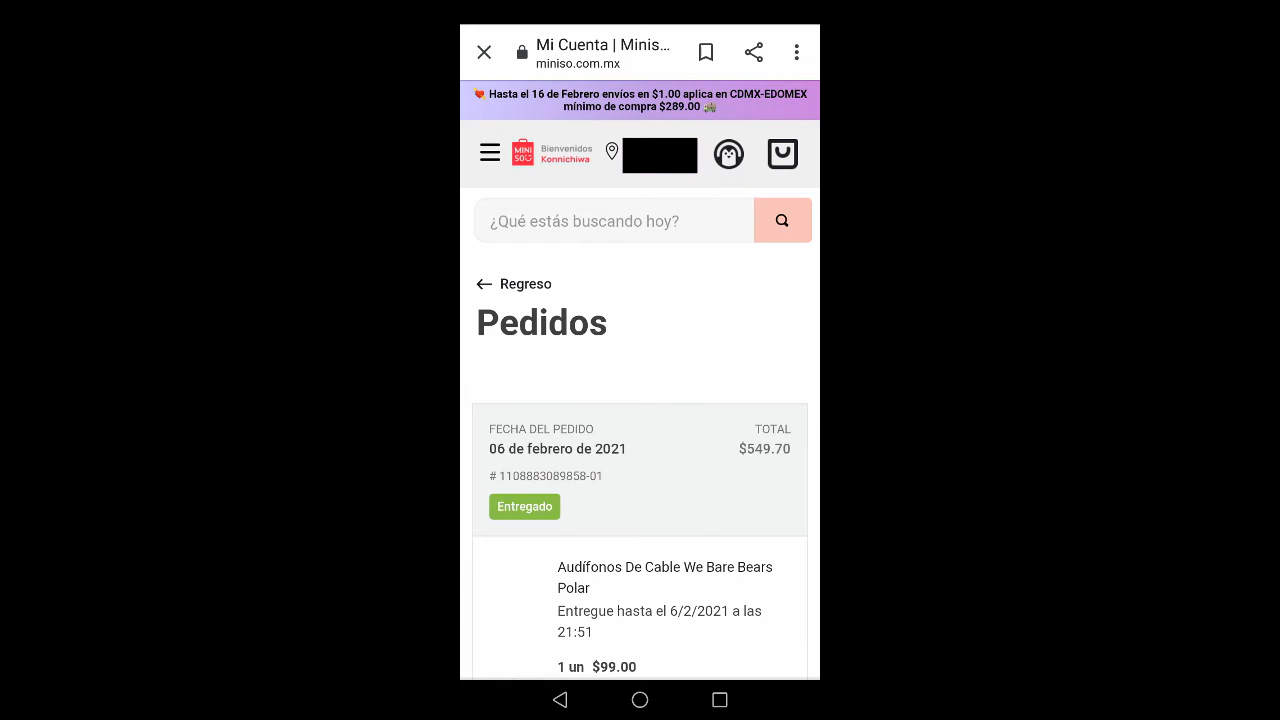 Mi Cuenta | Minis...
miniso.com.mx
💘 Hasta el 16 de Febrero envíos en $1.00 aplica en CDMX-EDOMEX
mínimo de compra $289.00 🚚
MINI
SO
Bienvenidos
Konnichiwa
¿Qué estás buscando hoy?
← Regreso
Pedidos
FECHA DEL PEDIDO TOTAL
06 de febrero de 2021 $549.70
# 1108883089858-01
Entregado
Audífonos De Cable We Bare Bears
Polar
Entregue hasta el 6/2/2021 a las
21:51
1 un $99.00